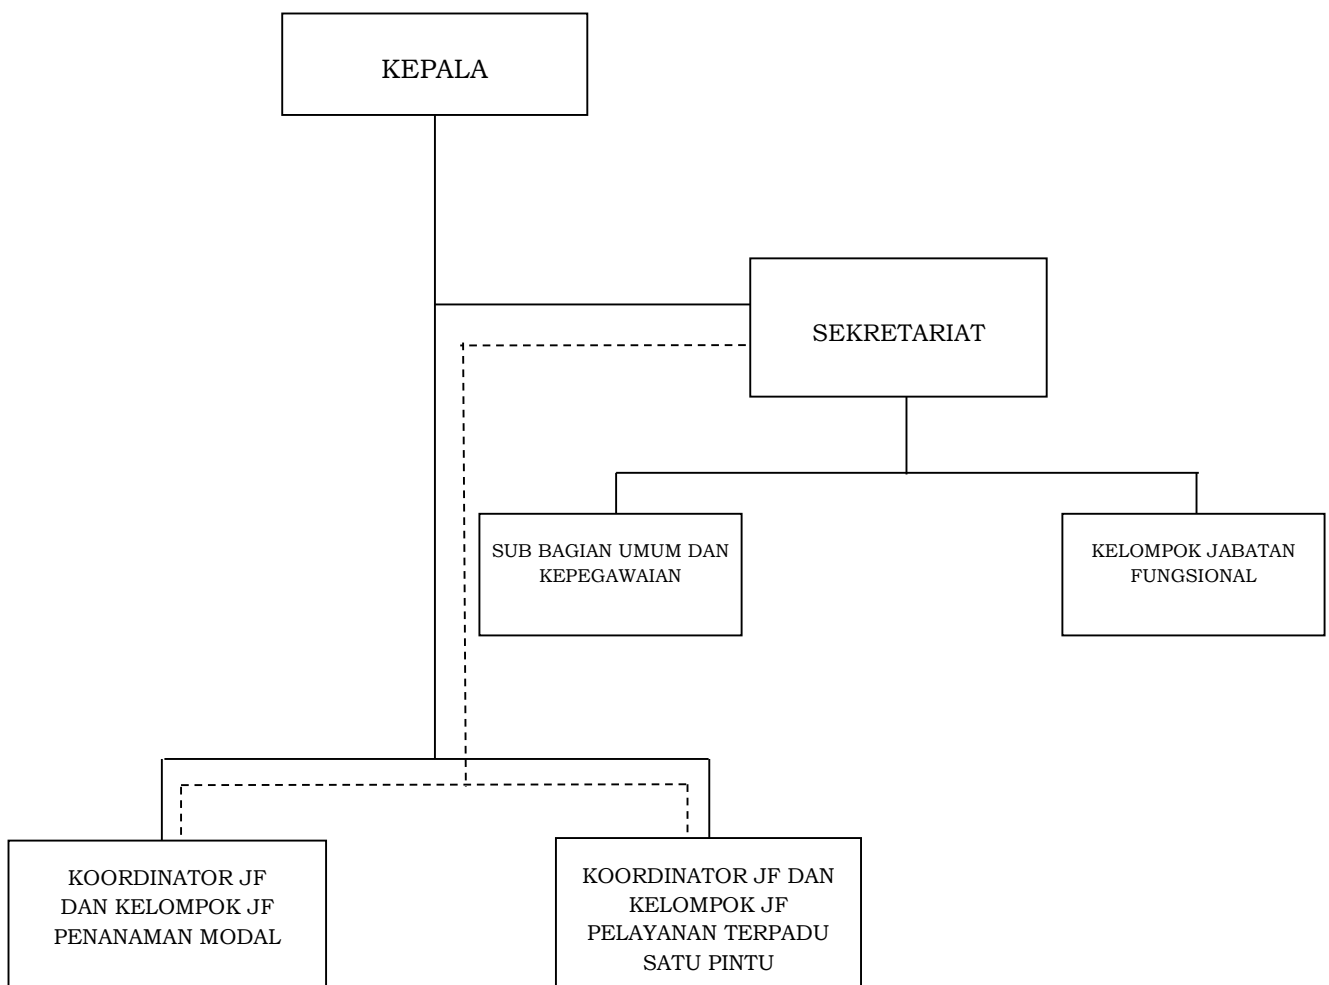 KEPALA
SEKRETARIAT
SUB BAGIAN UMUM DAN
KEPEGAWAIAN
KELOMPOK JABATAN
FUNGSIONAL
KOORDINATOR JF
DAN KELOMPOK JF
PENANAMAN MODAL
KOORDINATOR JF DAN
KELOMPOK JF
PELAYANAN TERPADU
SATU PINTU